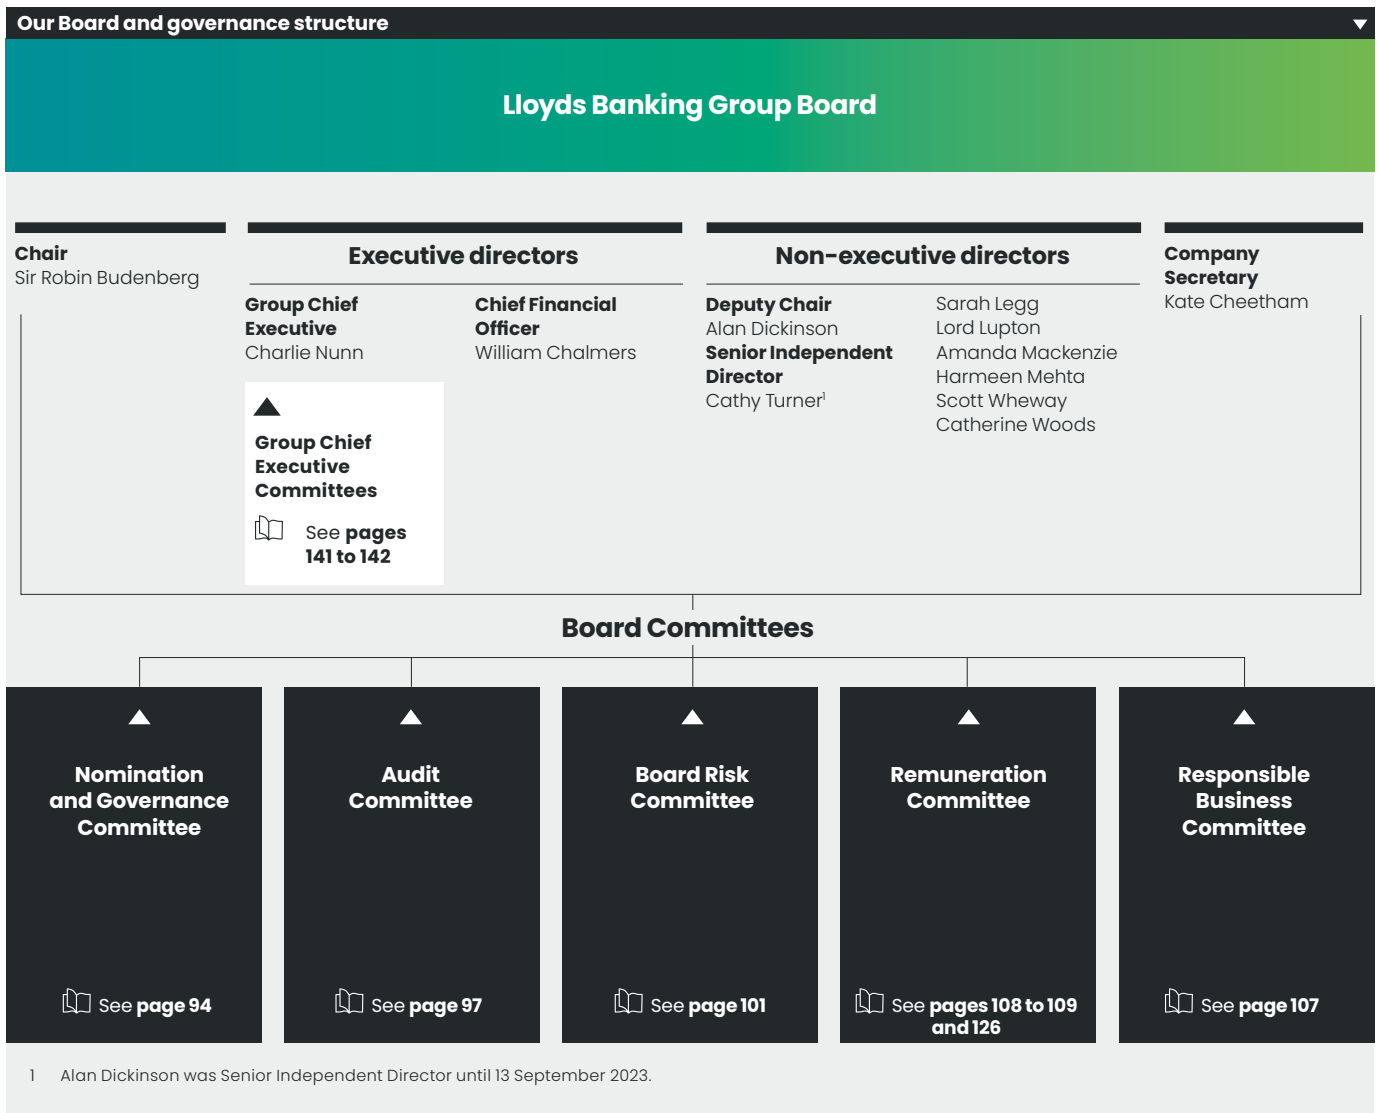 Our Board and governance structure
Lloyds Banking Group Board
Chair
Sir Robin Budenberg
Executive directors
Group Chief
Executive
Charlie Nunn
Chief Financial
Officer
William Chalmers
Group Chief
Executive
Committees
See pages
141 to 142
Non-executive directors
Deputy Chair
Alan Dickinson
Senior Independent
Director
Cathy Turner¹
Sarah Legg
Lord Lupton
Amanda Mackenzie
Harmeen Mehta
Scott Wheway
Catherine Woods
Company
Secretary
Kate Cheetham
Board Committees
Nomination
and Governance
Committee
See page 94
Audit
Committee
See page 97
Board Risk
Committee
See page 101
Remuneration
Committee
See pages 108 to 109
and 126
Responsible
Business
Committee
See page 107
1 Alan Dickinson was Senior Independent Director until 13 September 2023.